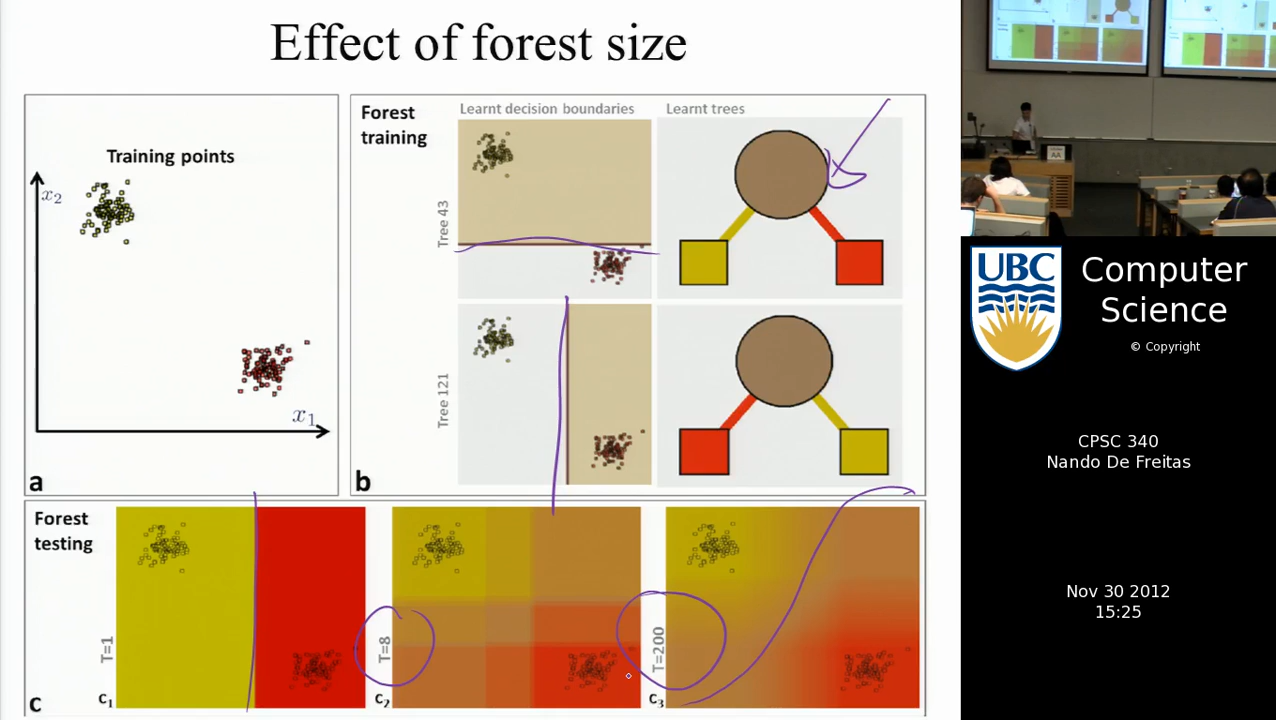 Effect of forest size
Training points
x2
x1
a
Forest
training
Learnt decision boundaries
Learnt trees
Tree 43
Tree 121
b
Forest
testing
T=1
T=8
T=200
c
c1
c2
c3
UBC
Computer
Science
© Copyright
CPSC 340
Nando De Freitas
Nov 30 2012
15:25